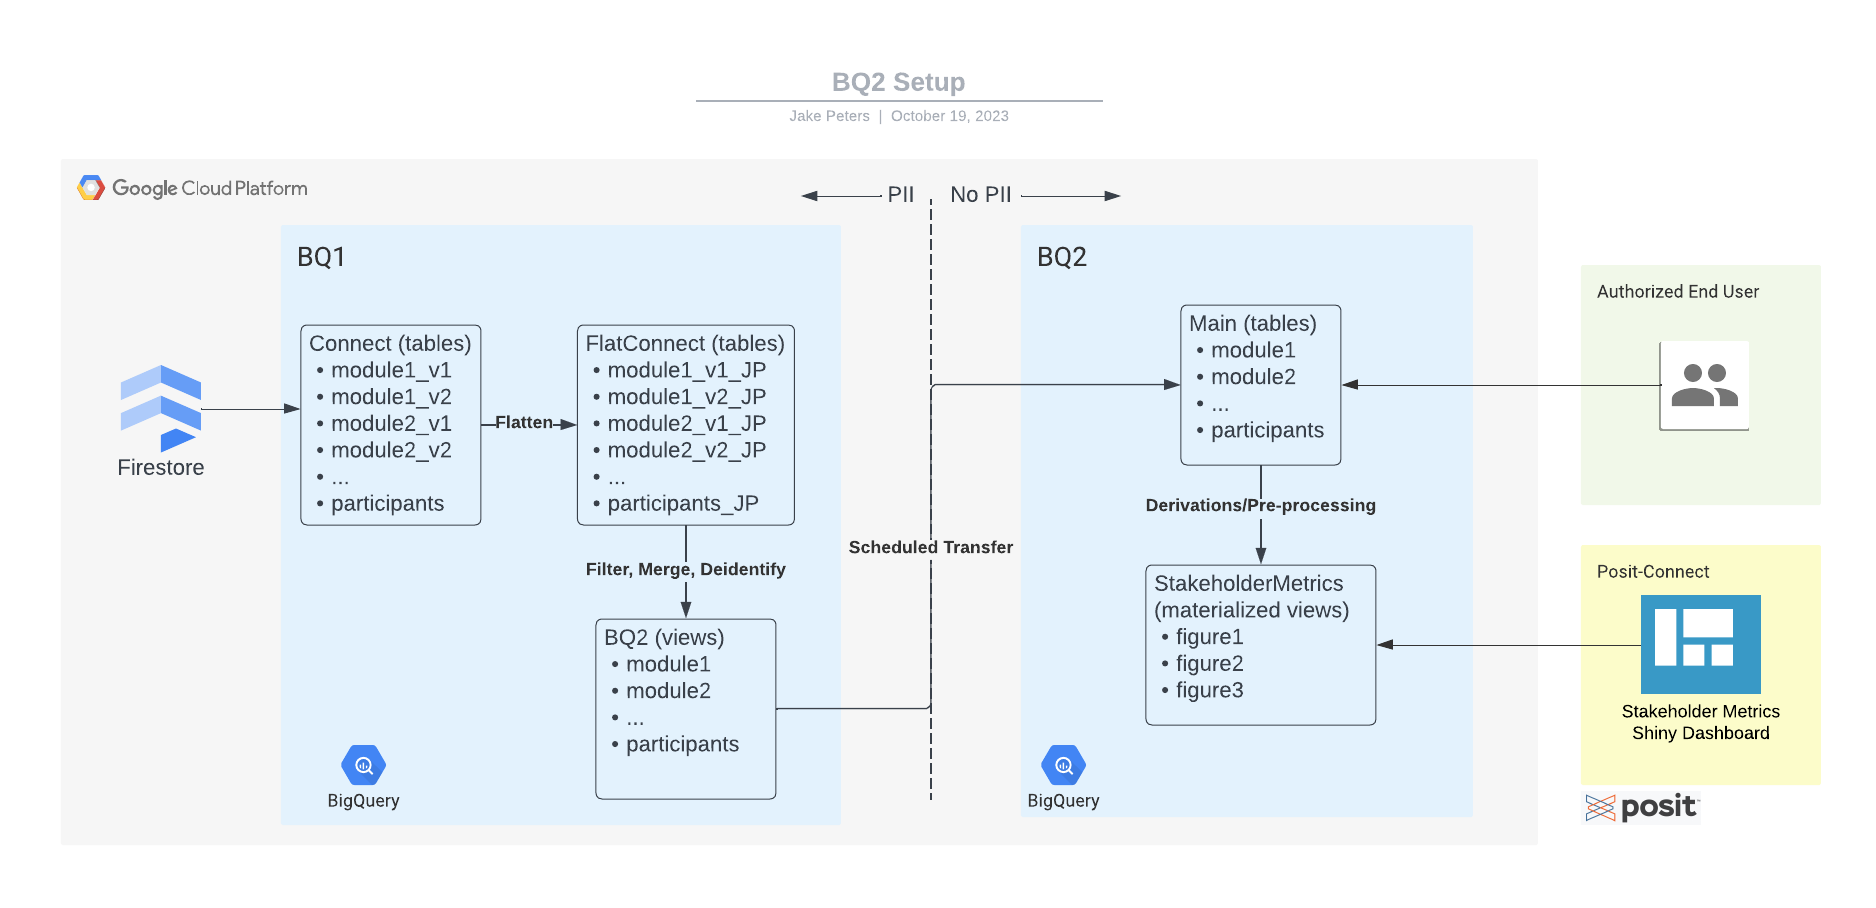 BQ2 Setup
Jake Peters | October 19, 2023
Google Cloud Platform
PII
No PII
BQ1
Firestore
Connect (tables)
• module1_v1
• module1_v2
• module2_v1
• module2_v2
• ...
• participants
Flatten
FlatConnect (tables)
• module1_v1_JP
• module1_v2_JP
• module2_v1_JP
• module2_v2_JP
• ...
• participants_JP
Filter, Merge, Deidentify
BQ2 (views)
• module1
• module2
• ...
• participants
BigQuery
Scheduled Transfer
BQ2
Main (tables)
• module1
• module2
• ...
• participants
Derivations/Pre-processing
StakeholderMetrics
(materialized views)
• figure1
• figure2
• figure3
BigQuery
Authorized End User
Posit-Connect
Stakeholder Metrics
Shiny Dashboard
posit